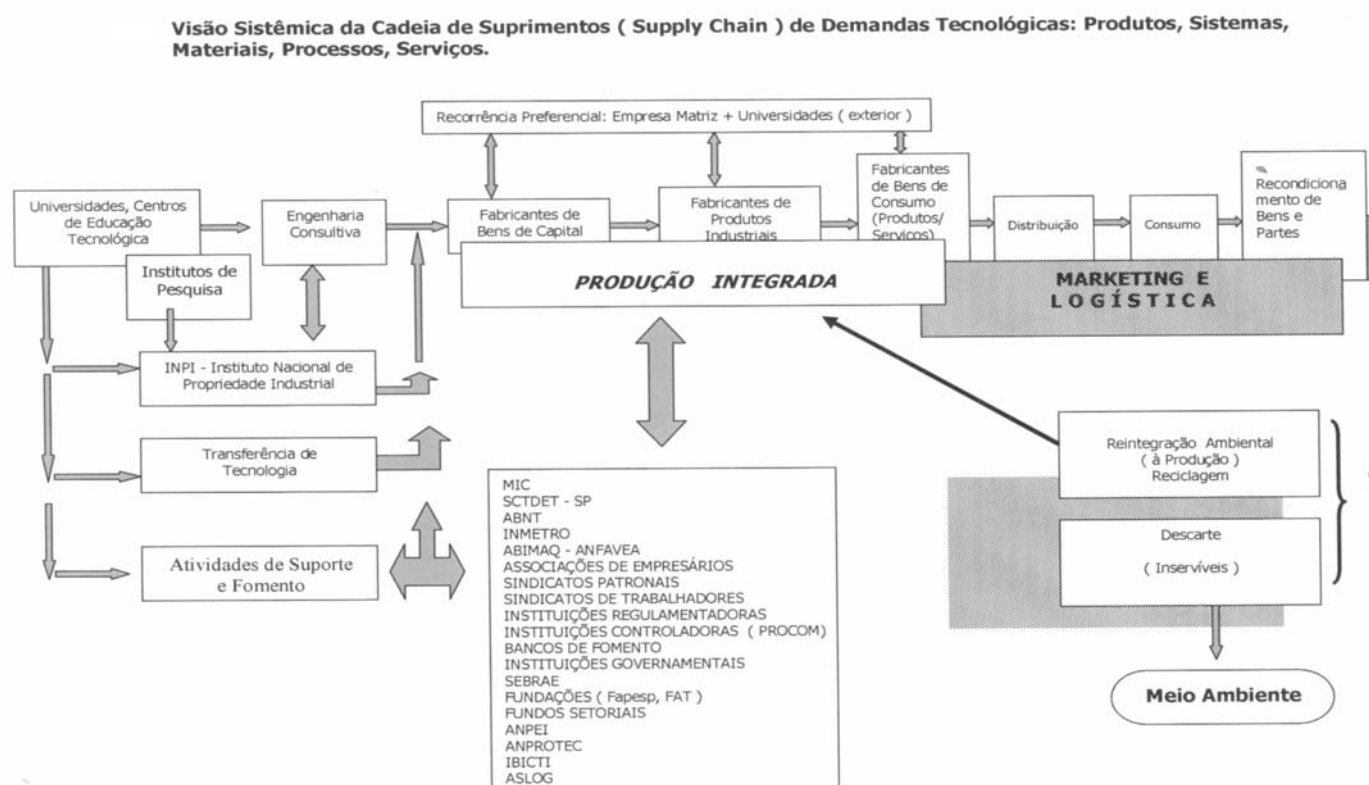 Visão Sistêmica da Cadeia de Suprimentos ( Supply Chain ) de Demandas Tecnológicas: Produtos, Sistemas,
Materiais, Processos, Serviços.
Recorrência Preferencial: Empresa Matriz + Universidades ( exterior )
Universidades, Centros
de Educação
Tecnológica
Institutos de
Pesquisa
Engenharia
Consultiva
Fabricantes de
Bens de Capital
Fabricantes de
Produtos
Industriais
Fabricantes
de Bens de
Consumo
(Produtos/
Serviços)
Distribuição
Consumo
Recondiciona
mento de
Bens e
Partes
PRODUÇÃO INTEGRADA
MARKETING E
LOGÍSTICA
INPI - Instituto Nacional de
Propriedade Industrial
Transferência de
Tecnologia
Atividades de Suporte
e Fomento
MIC
SCTDET - SP
ABNT
INMETRO
ABIMAQ - ANFAVEA
ASSOCIAÇÕES DE EMPRESÁRIOS
SINDICATOS PATRONAIS
SINDICATOS DE TRABALHADORES
INSTITUIÇÕES REGULAMENTADORAS
INSTITUIÇÕES CONTROLADORAS ( PROCOM)
BANCOS DE FOMENTO
INSTITUIÇÕES GOVERNAMENTAIS
SEBRAE
FUNDAÇÕES ( Fapesp, FAT )
FUNDOS SETORIAIS
ANPEI
ANPROTEC
IBICTI
ASLOG
Reintegração Ambiental
( à Produção )
Reciclagem
Descarte
( Inservíveis )
Meio Ambiente